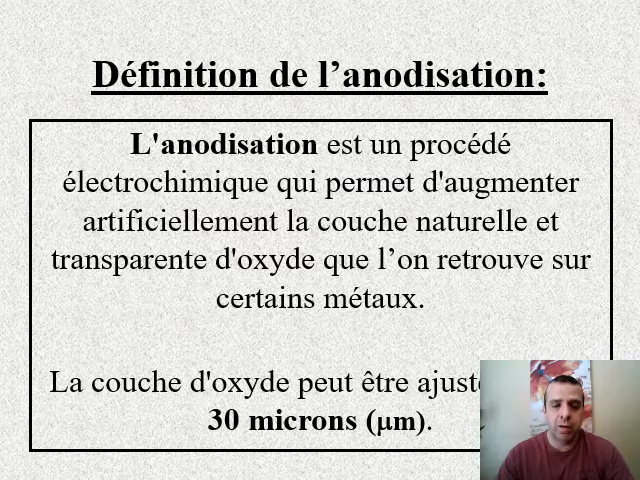 Définition de l’anodisation:
L'anodisation est un procédé
électrochimique qui permet d'augmenter
artificiellement la couche naturelle et
transparente d'oxyde que l’on retrouve sur
certains métaux.
La couche d'oxyde peut être
30 microns (μm).